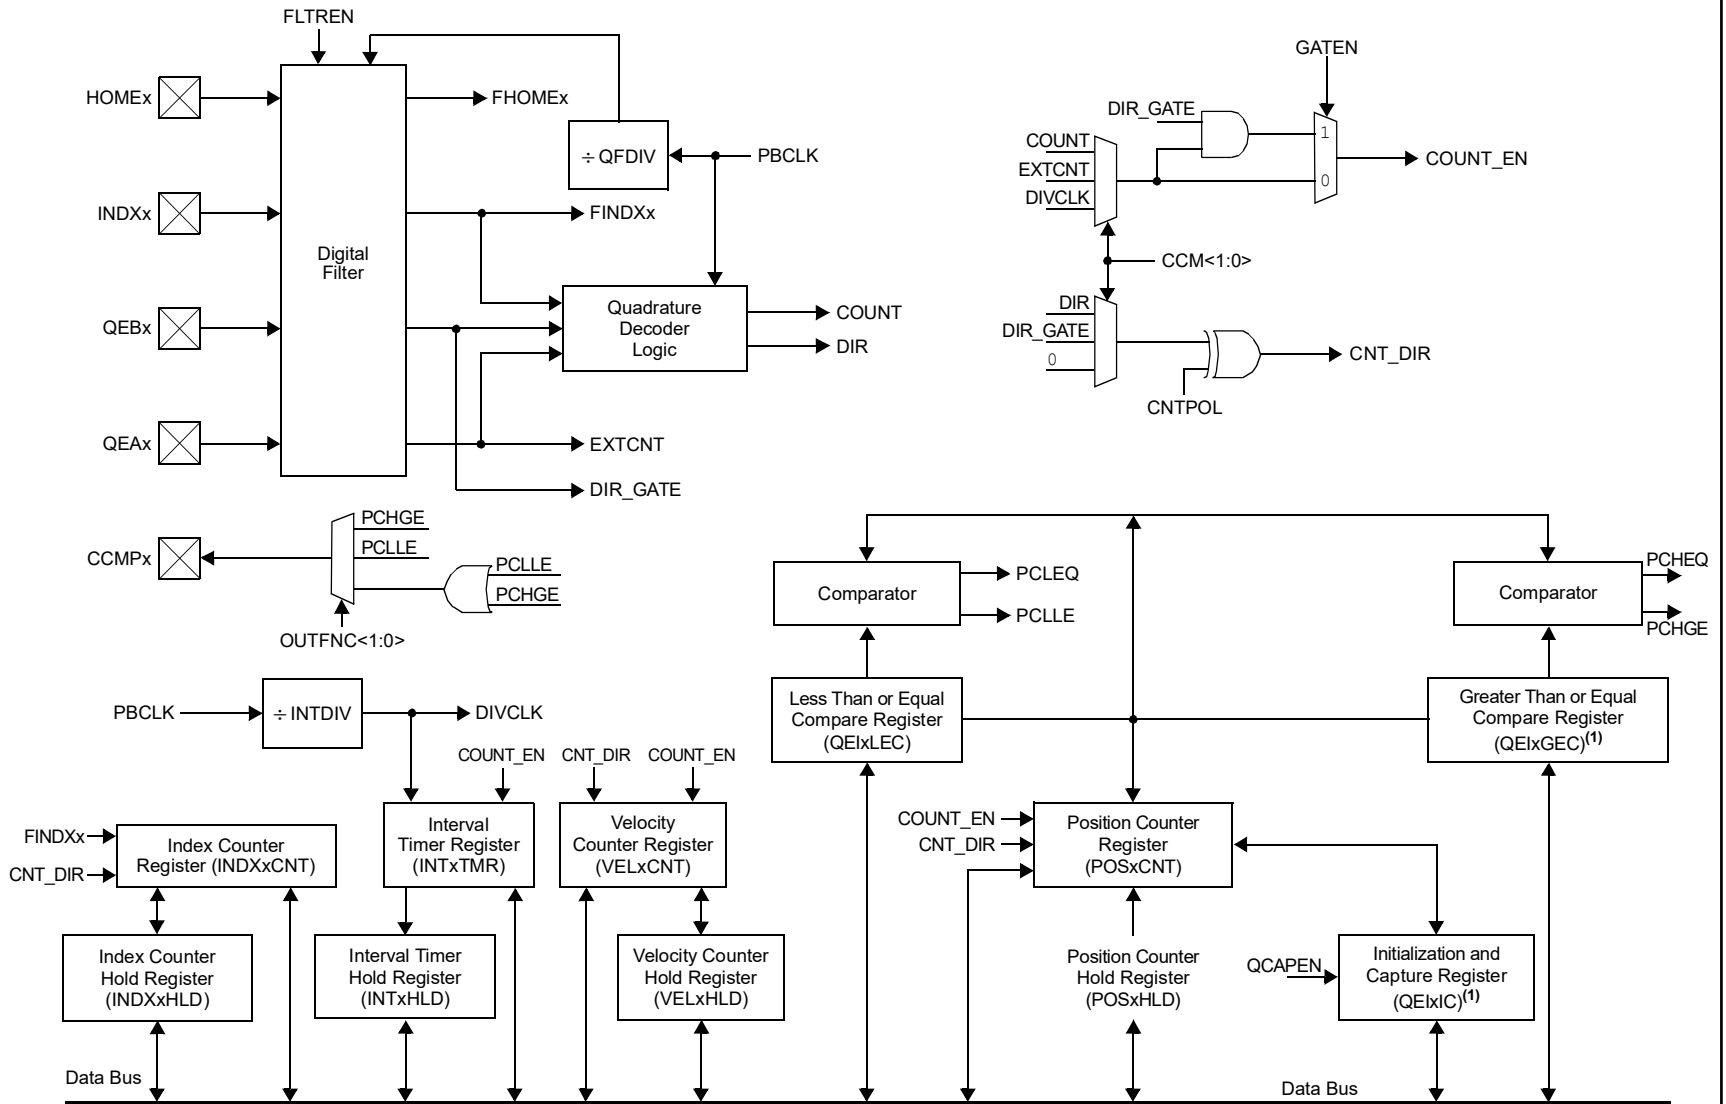 FLTREN
HOMEx
FHOMEx
÷ QFDIV
PBCLK
INDXx
FINDXx
Digital
Filter
QEBx
Quadrature
Decoder
Logic
COUNT
DIR
QEAx
EXTCNT
DIR_GATE
GATEN
DIR_GATE
COUNT
EXTCNT
DIVCLK
1
0
COUNT_EN
CCM<1:0>
DIR
DIR_GATE
0
CNT_DIR
CNTPOL
CCMPx
PCHGE
PCLLE
PCLLE
PCHGE
OUTFNC<1:0>
Comparator
PCLEQ
PCLLE
Comparator
PCHEQ
PCHGE
PBCLK
÷ INTDIV
DIVCLK
Less Than or Equal
Compare Register
(QEIxLEC)
Greater Than or Equal
Compare Register
(QEIxGEC)(1)
COUNT_EN
CNT_DIR
COUNT_EN
FINDXx
CNT_DIR
Index Counter
Register (INDXxCNT)
Interval
Timer Register
(INTxTMR)
Velocity
Counter Register
(VELxCNT)
COUNT_EN
CNT_DIR
Position Counter
Register
(POSxCNT)
Index Counter
Hold Register
(INDXxHLD)
Interval Timer
Hold Register
(INTxHLD)
Velocity Counter
Hold Register
(VELxHLD)
Position Counter
Hold Register
(POSxHLD)
QCAPEN
Initialization and
Capture Register
(QEIxIC)(1)
Data Bus
Data Bus